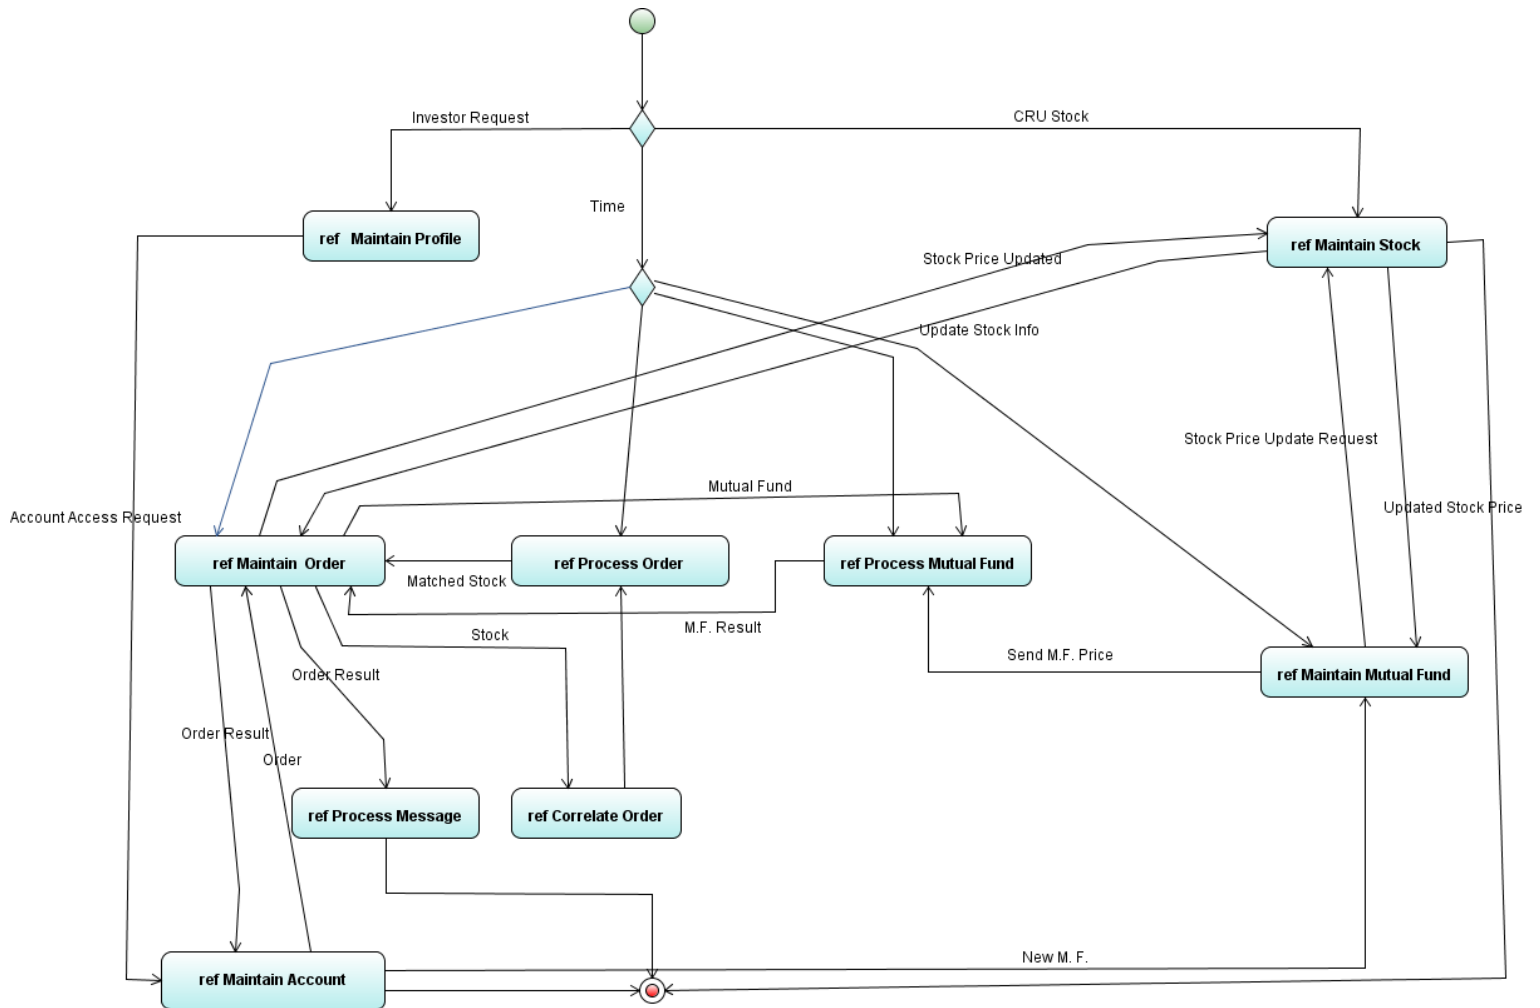 Investor Request
CRU Stock
Time
ref Maintain Profile
ref Maintain Stock
Stock Price Updated
Update Stock Info
Stock Price Update Request
Mutual Fund
Updated Stock Price
Account Access Request
ref Maintain Order
ref Process Order
ref Process Mutual Fund
Matched Stock
M.F. Result
Stock
Send M.F. Price
Order Result
ref Maintain Mutual Fund
Order Result
Order
ref Process Message
ref Correlate Order
New M. F.
ref Maintain Account